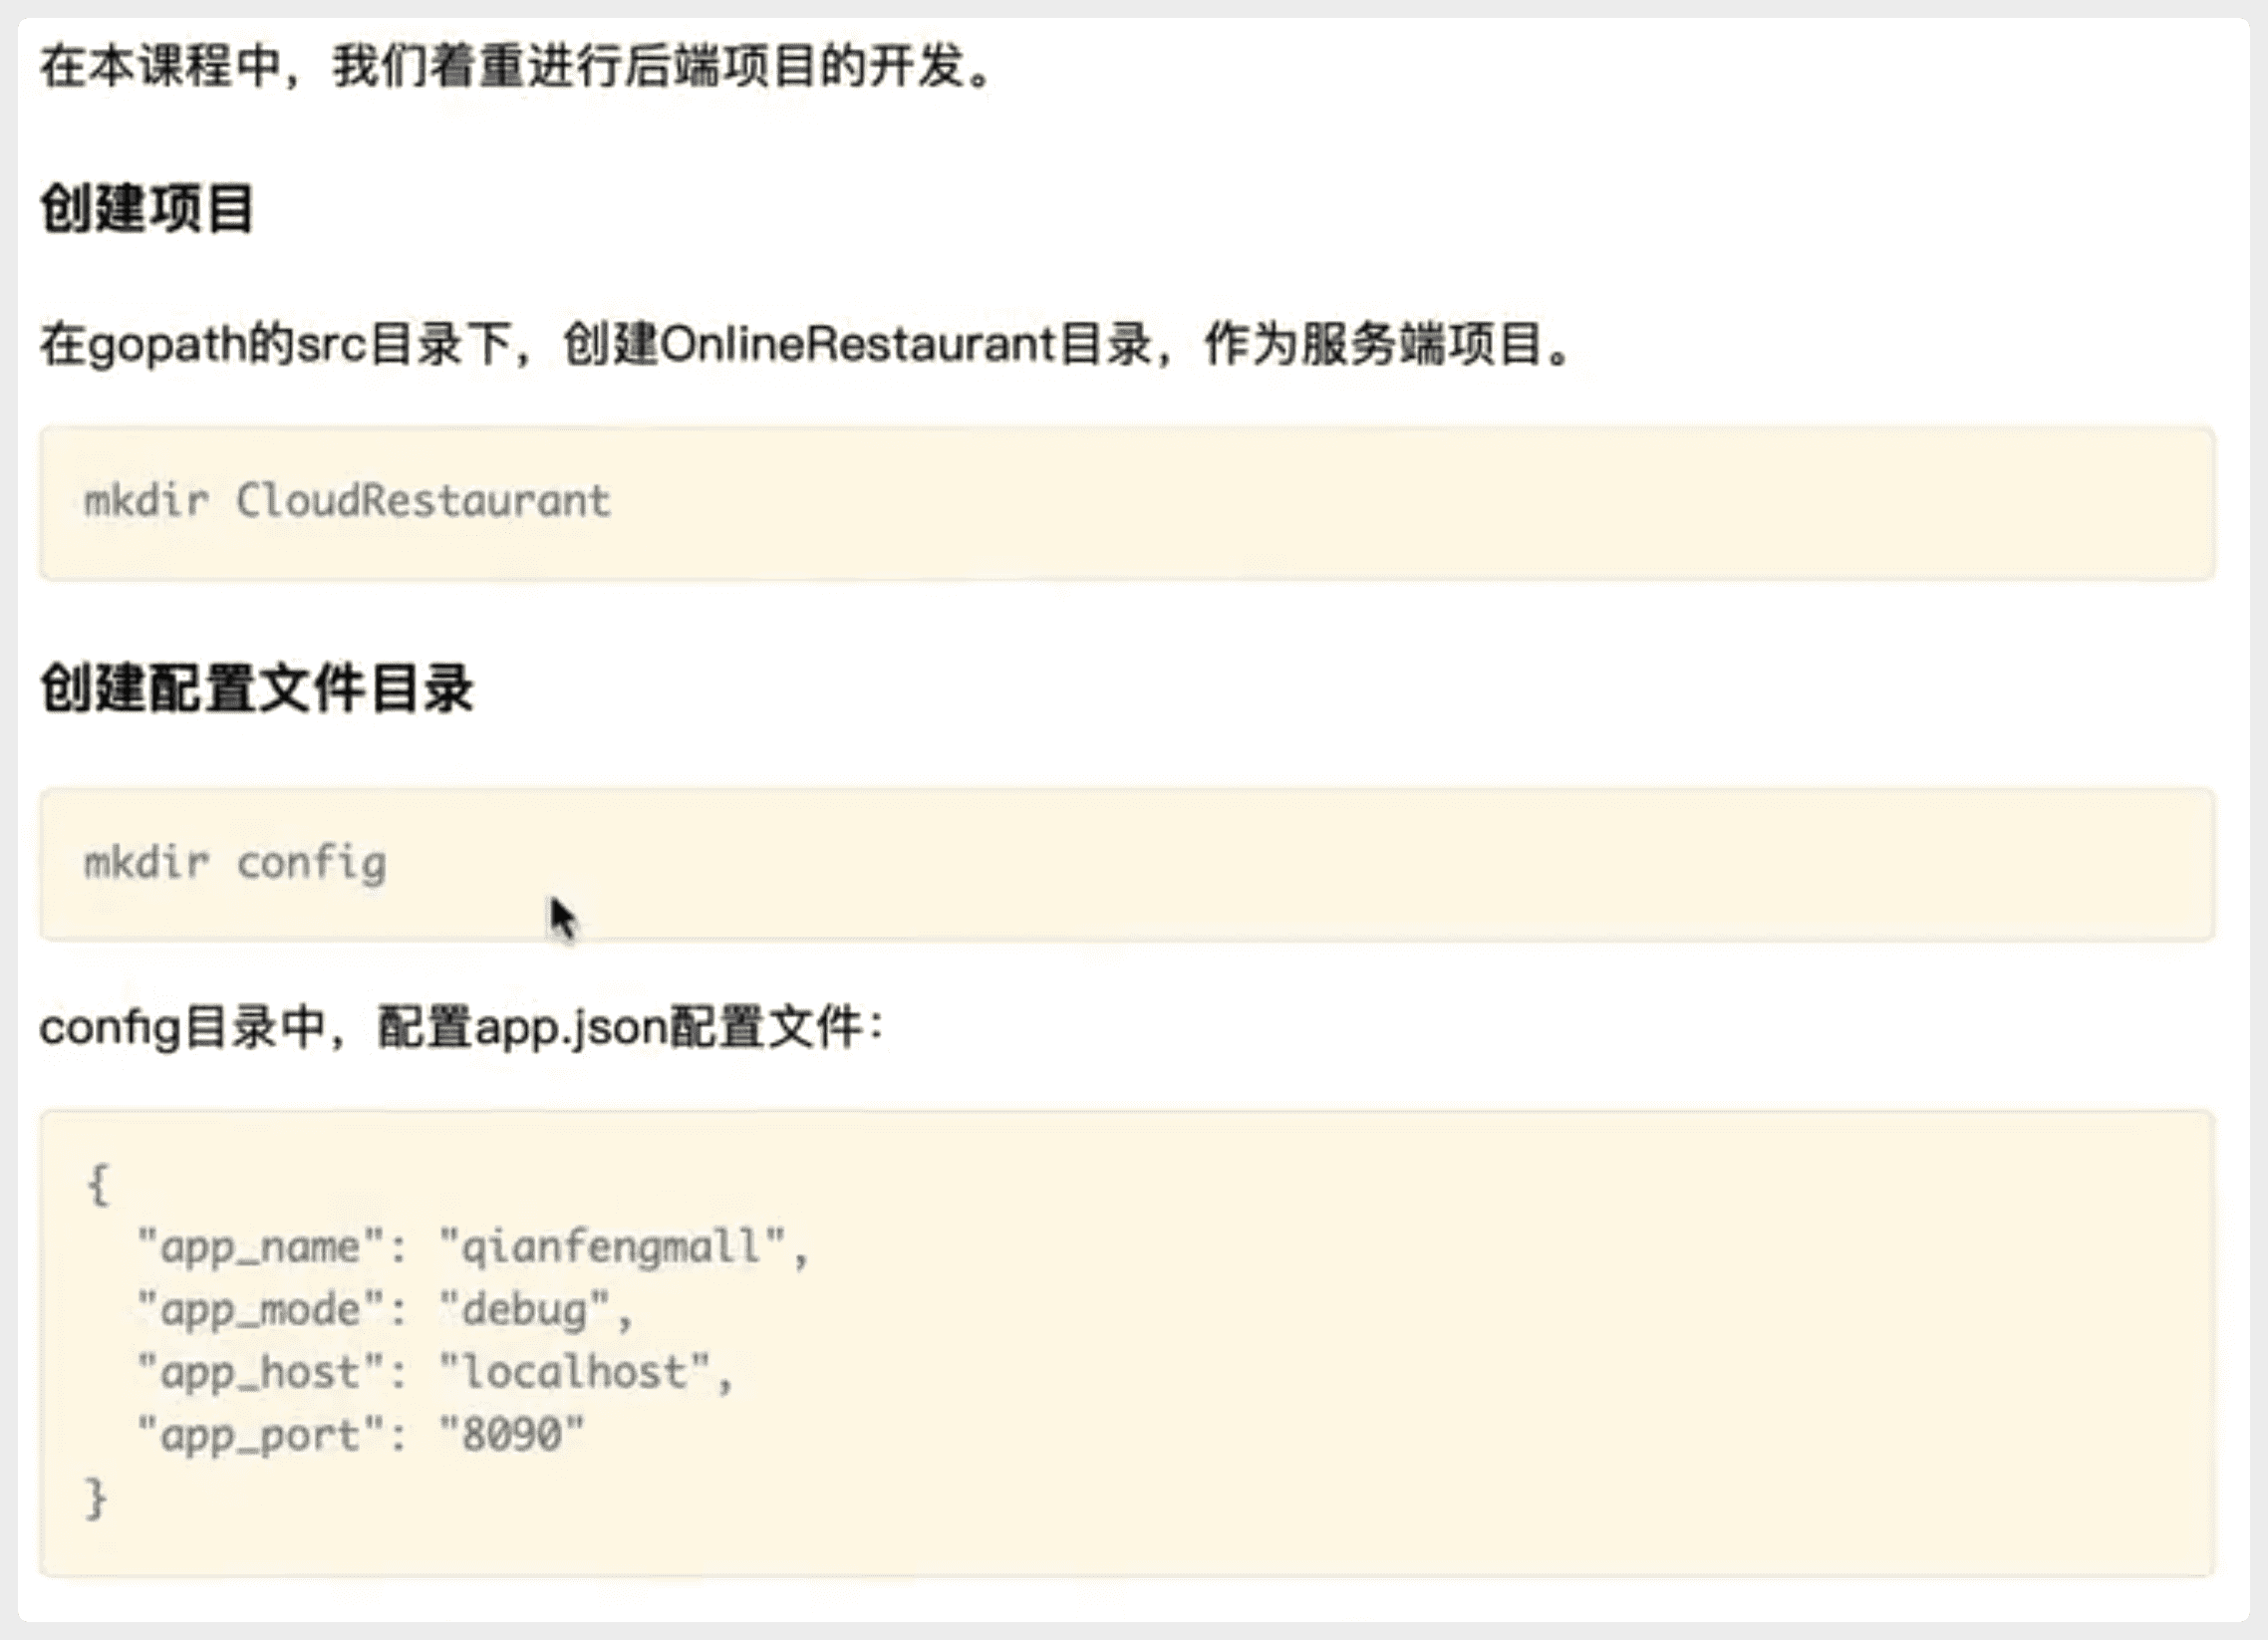 在本课程中，我们着重进行后端项目的开发。
创建项目
在gopath的src目录下，创建OnlineRestaurant目录，作为服务端项目。
mkdir CloudRestaurant
创建配置文件目录
mkdir config
config目录中，配置app.json配置文件：
{
  "app_name": "qianfengmall",
  "app_mode": "debug",
  "app_host": "localhost",
  "app_port": "8090"
}